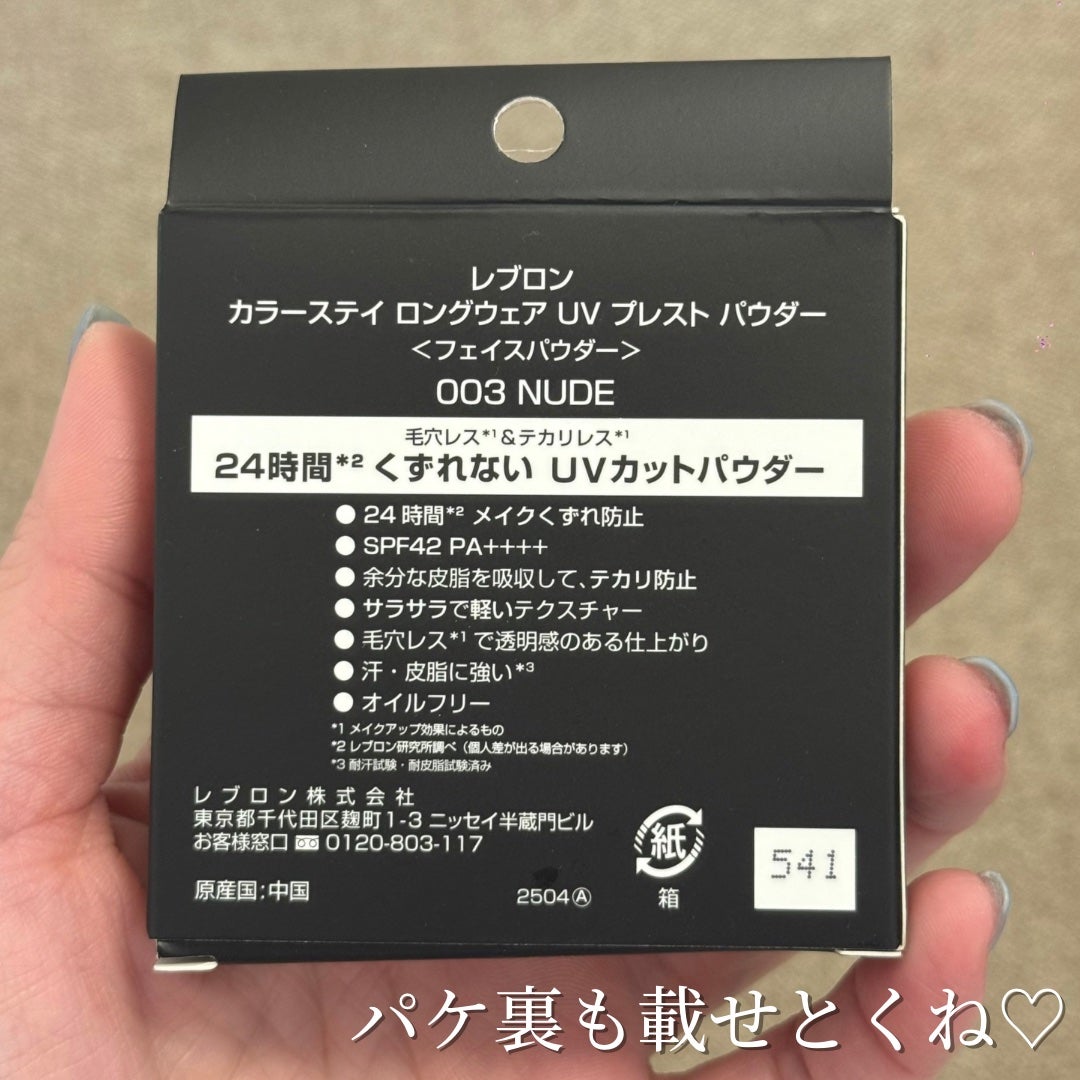 レブロン
カラーステイ ロングウェア UV プレスト パウダー
＜フェイスパウダー＞
003 NUDE
毛穴レス*1&テカリレス*1
24時間*2 くずれない UVカットパウダー
● 24時間*2 メイクくずれ防止
● SPF42 PA++++
● 余分な皮脂を吸収して、テカリ防止
● サラサラで軽いテクスチャー
● 毛穴レス*1で透明感のある仕上がり
● 汗・皮脂に強い*3
● オイルフリー
*1 メイクアップ効果によるもの
*2 レブロン研究所調べ（個人差が出る場合があります）
*3 耐汗試験・耐皮脂試験済み
レブロン株式会社
東京都千代田区麹町1-3 ニッセイ半蔵門ビル
お客様窓口 0120-803-117
原産国:中国
2504Ⓐ
紙
箱
541
パケ裏も載せとくね♡